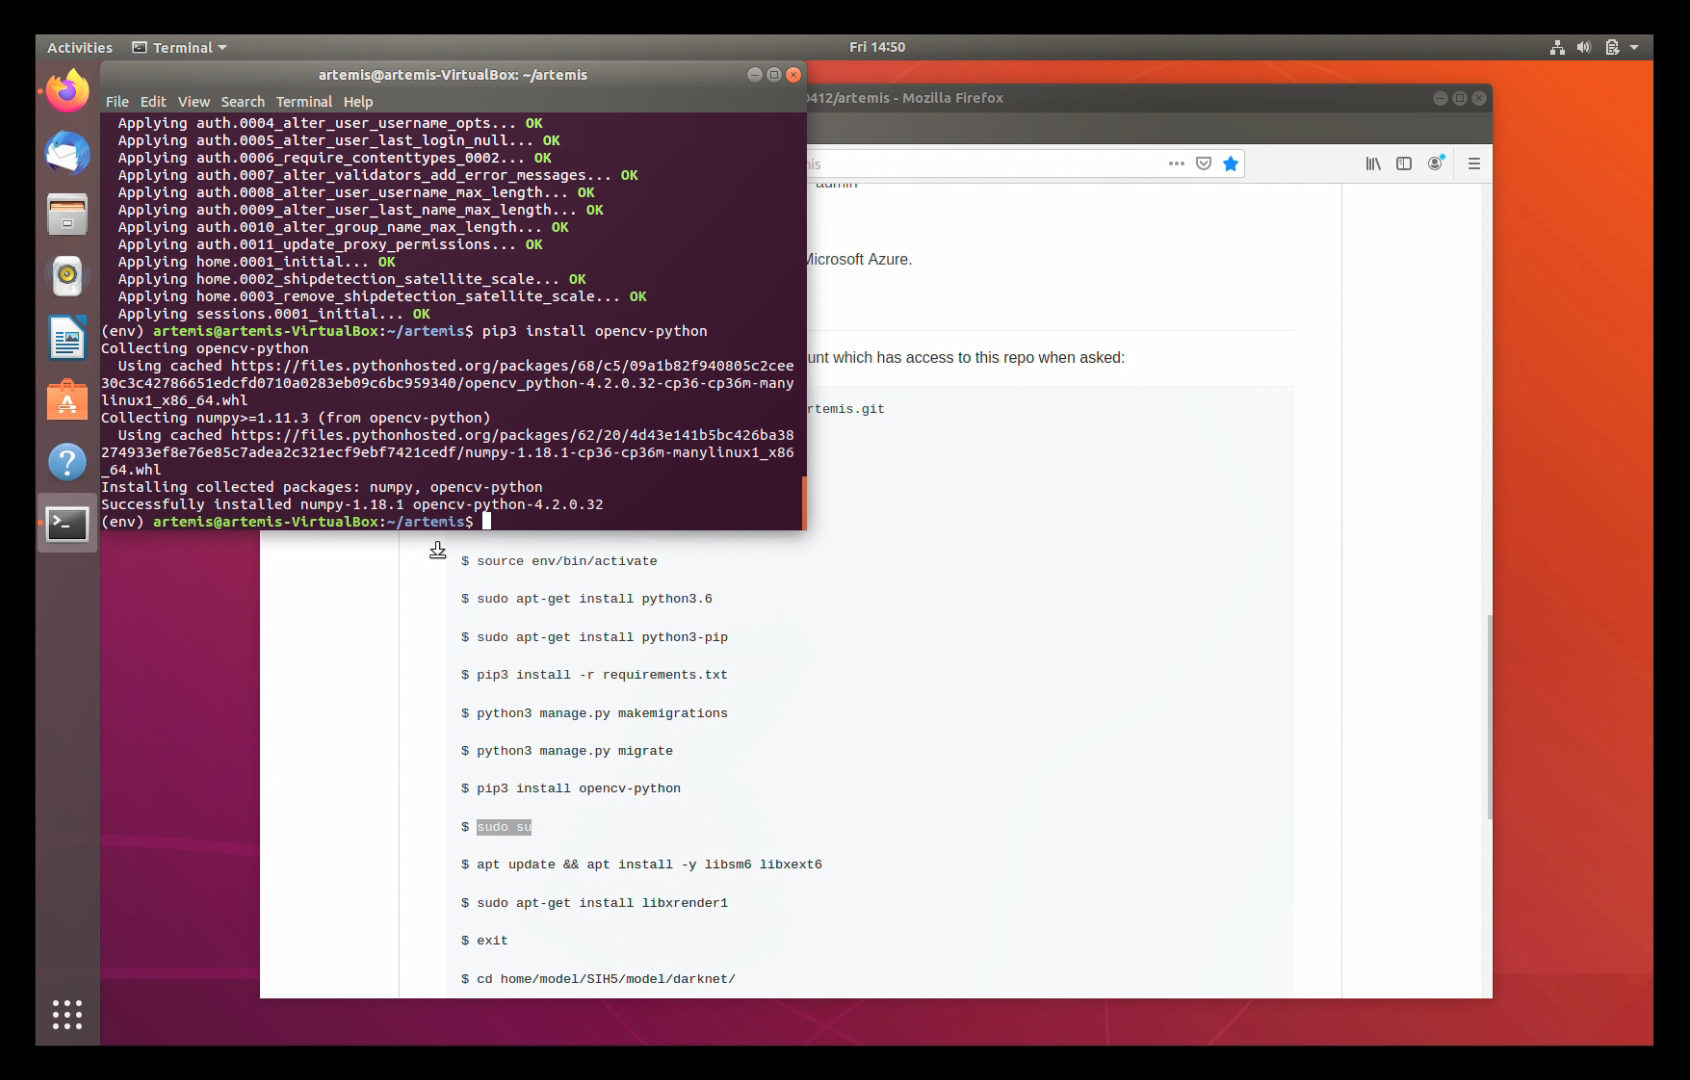 Activities
Terminal
Fri 14:50
artemis@artemis-VirtualBox: ~/artemis
File Edit View Search Terminal Help
Applying auth.0004_alter_user_username_opts... OK
Applying auth.0005_alter_user_last_login_null... OK
Applying auth.0006_require_contenttypes_0002... OK
Applying auth.0007_alter_validators_add_error_messages... OK
Applying auth.0008_alter_user_username_max_length... OK
Applying auth.0009_alter_user_last_name_max_length... OK
Applying auth.0010_alter_group_name_max_length... OK
Applying auth.0011_update_proxy_permissions... OK
Applying home.0001_initial... OK
Applying home.0002_shipdetection_satellite_scale... OK
Applying home.0003_remove_shipdetection_satellite_scale... OK
Applying sessions.0001_initial... OK
(env) artemis@artemis-VirtualBox:~/artemis$ pip3 install opencv-python
Collecting opencv-python
Using cached https://files.pythonhosted.org/packages/68/c5/09a1b82f940805c2cee
30c3c42786651edcfd0710a0283eb09c6bc959340/opencv_python-4.2.0.32-cp36-cp36m-many
linux1_x86_64.whl
Collecting numpy>=1.11.3 (from opencv-python)
Using cached https://files.pythonhosted.org/packages/62/20/4d43e141b5bc426ba38
274933ef8e76e85c7adea2c321ecf9ebf7421cedf/numpy-1.18.1-cp36-cp36m-manylinux1_x86
_64.whl
Installing collected packages: numpy, opencv-python
Successfully installed numpy-1.18.1 opencv-python-4.2.0.32
(env) artemis@artemis-VirtualBox:~/artemis$
0412/artemis - Mozilla Firefox
is
admin
Microsoft Azure.
unt which has access to this repo when asked:
rtemis.git
$ source env/bin/activate
$ sudo apt-get install python3.6
$ sudo apt-get install python3-pip
$ pip3 install -r requirements.txt
$ python3 manage.py makemigrations
$ python3 manage.py migrate
$ pip3 install opencv-python
$ sudo su
$ apt update && apt install -y libsm6 libxext6
$ sudo apt-get install libxrender1
$ exit
$ cd home/model/SIH5/model/darknet/